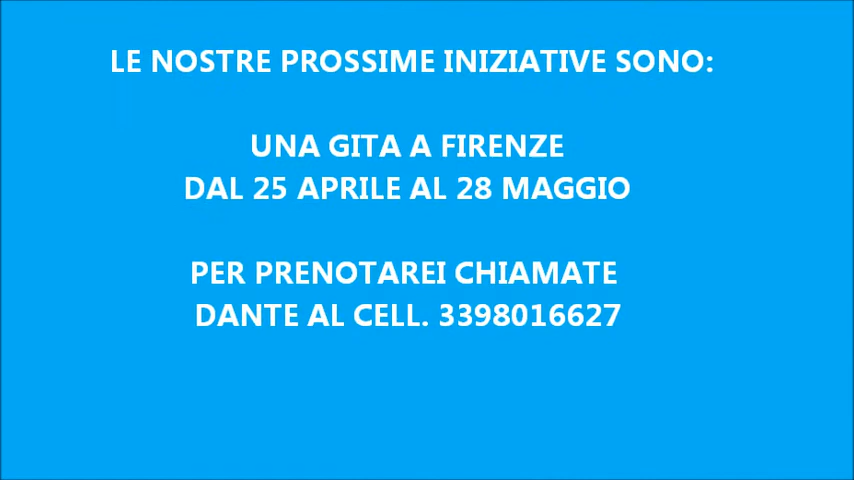 LE NOSTRE PROSSIME INIZIATIVE SONO:
UNA GITA A FIRENZE
DAL 25 APRILE AL 28 MAGGIO
PER PRENOTAREI CHIAMATE
DANTE AL CELL. 3398016627